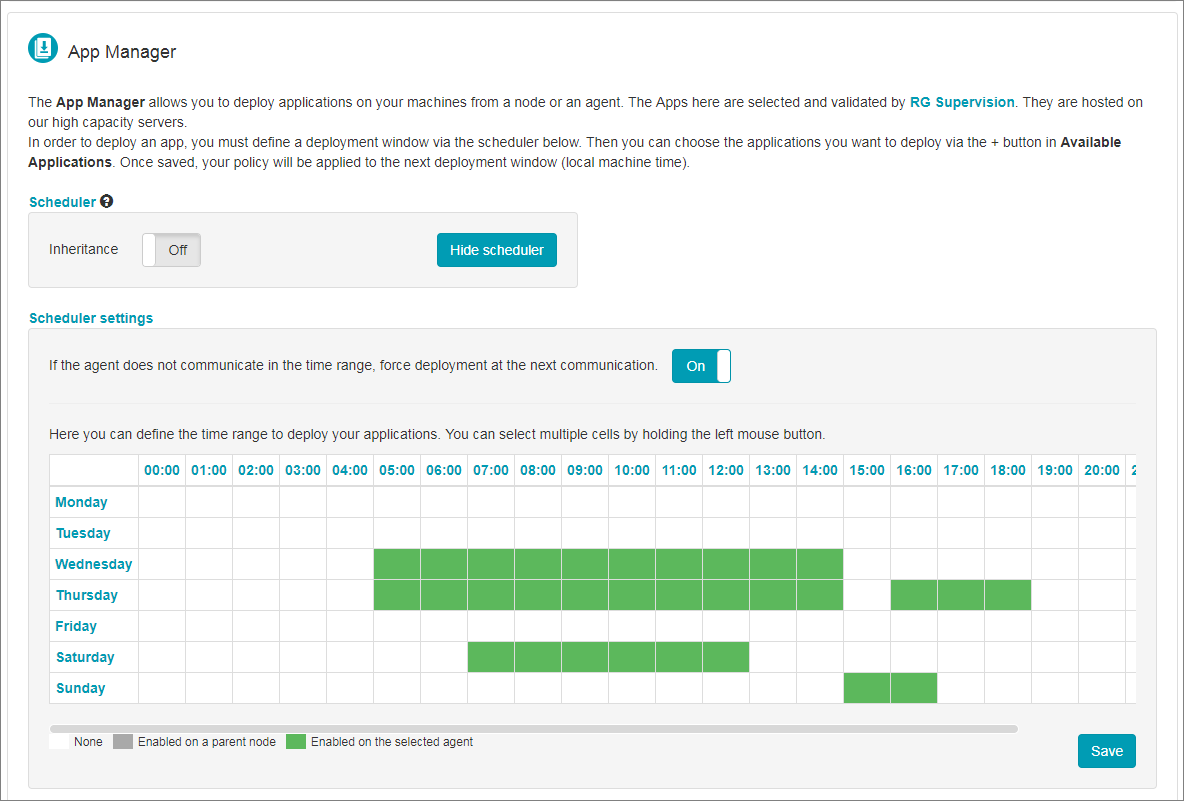 App Manager
The App Manager allows you to deploy applications on your machines from a node or an agent. The Apps here are selected and validated by RG Supervision. They are hosted on
our high capacity servers.
In order to deploy an app, you must define a deployment window via the scheduler below. Then you can choose the applications you want to deploy via the + button in Available
Applications. Once saved, your policy will be applied to the next deployment window (local machine time).
Scheduler ?
Inheritance Off Hide scheduler
Scheduler settings
If the agent does not communicate in the time range, force deployment at the next communication. On
Here you can define the time range to deploy your applications. You can select multiple cells by holding the left mouse button.
00:00 01:00 02:00 03:00 04:00 05:00 06:00 07:00 08:00 09:00 10:00 11:00 12:00 13:00 14:00 15:00 16:00 17:00 18:00 19:00 20:00
Monday
Tuesday
Wednesday
Thursday
Friday
Saturday
Sunday
None Enabled on a parent node Enabled on the selected agent
Save